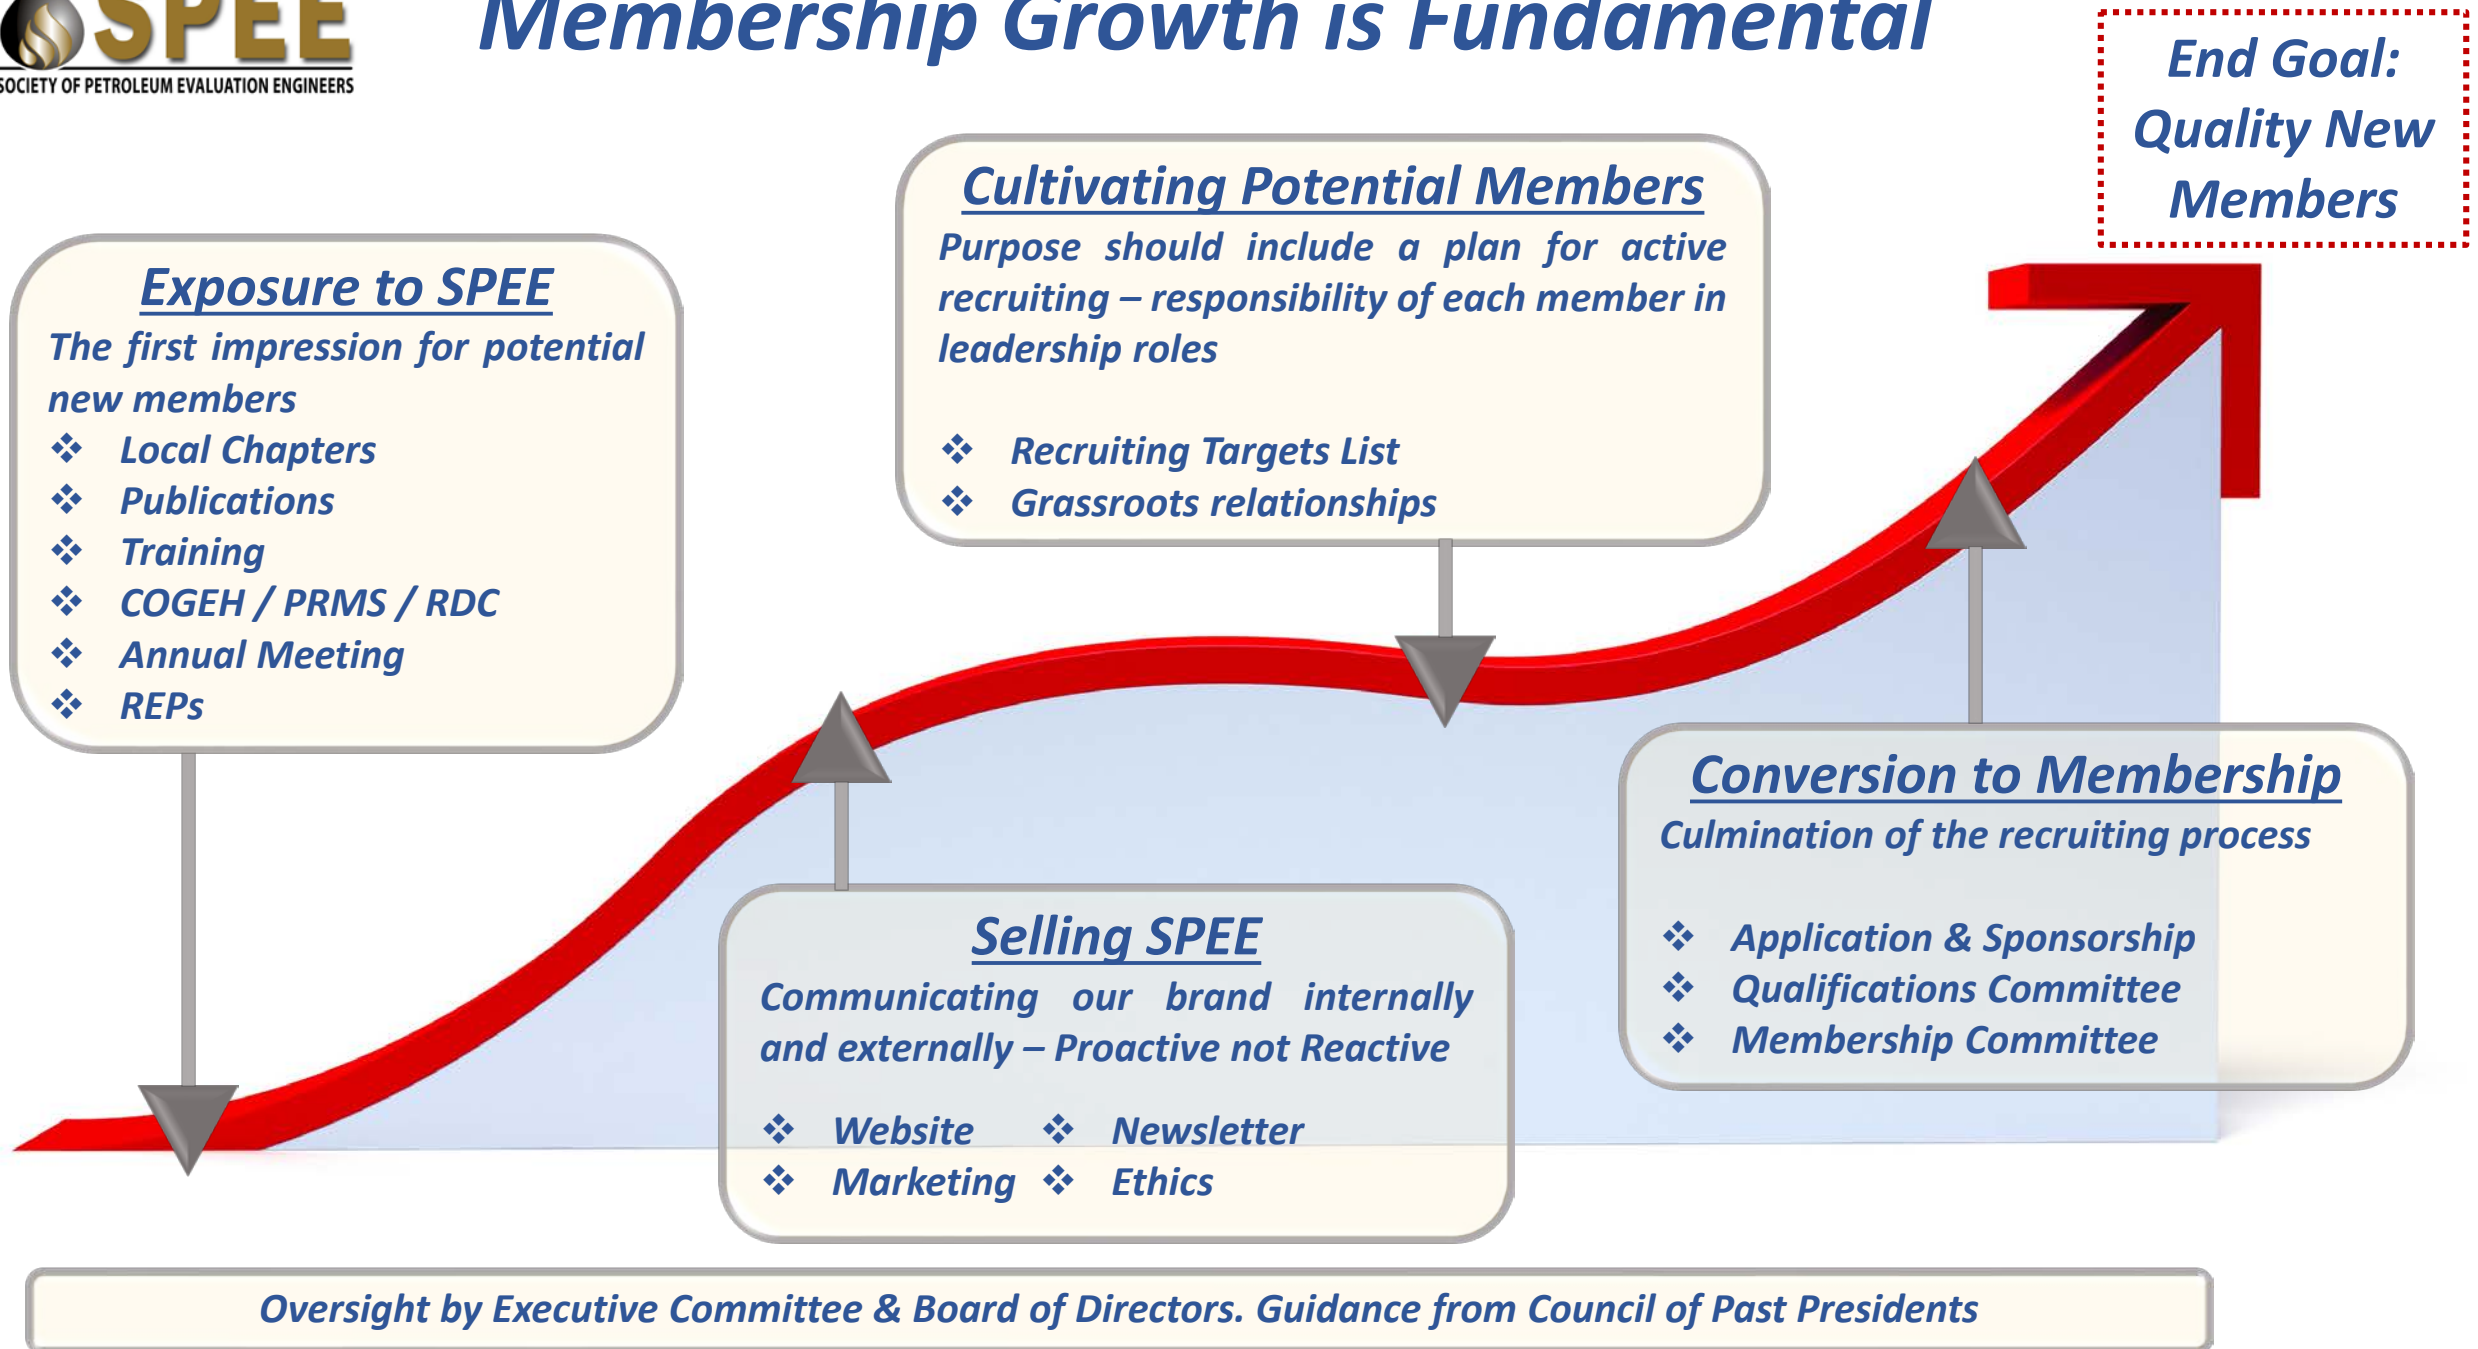 SPEE
SOCIETY OF PETROLEUM EVALUATION ENGINEERS
Membership Growth is Fundamental
End Goal:
Quality New
Members
Exposure to SPEE
The first impression for potential
new members
Local Chapters
Publications
Training
COGEH / PRMS / RDC
Annual Meeting
REPs
Selling SPEE
Communicating our brand internally
and externally – Proactive not Reactive
Website
Newsletter
Marketing
Ethics
Cultivating Potential Members
Purpose should include a plan for active
recruiting – responsibility of each member in
leadership roles
Recruiting Targets List
Grassroots relationships
Conversion to Membership
Culmination of the recruiting process
Application & Sponsorship
Qualifications Committee
Membership Committee
Oversight by Executive Committee & Board of Directors. Guidance from Council of Past Presidents